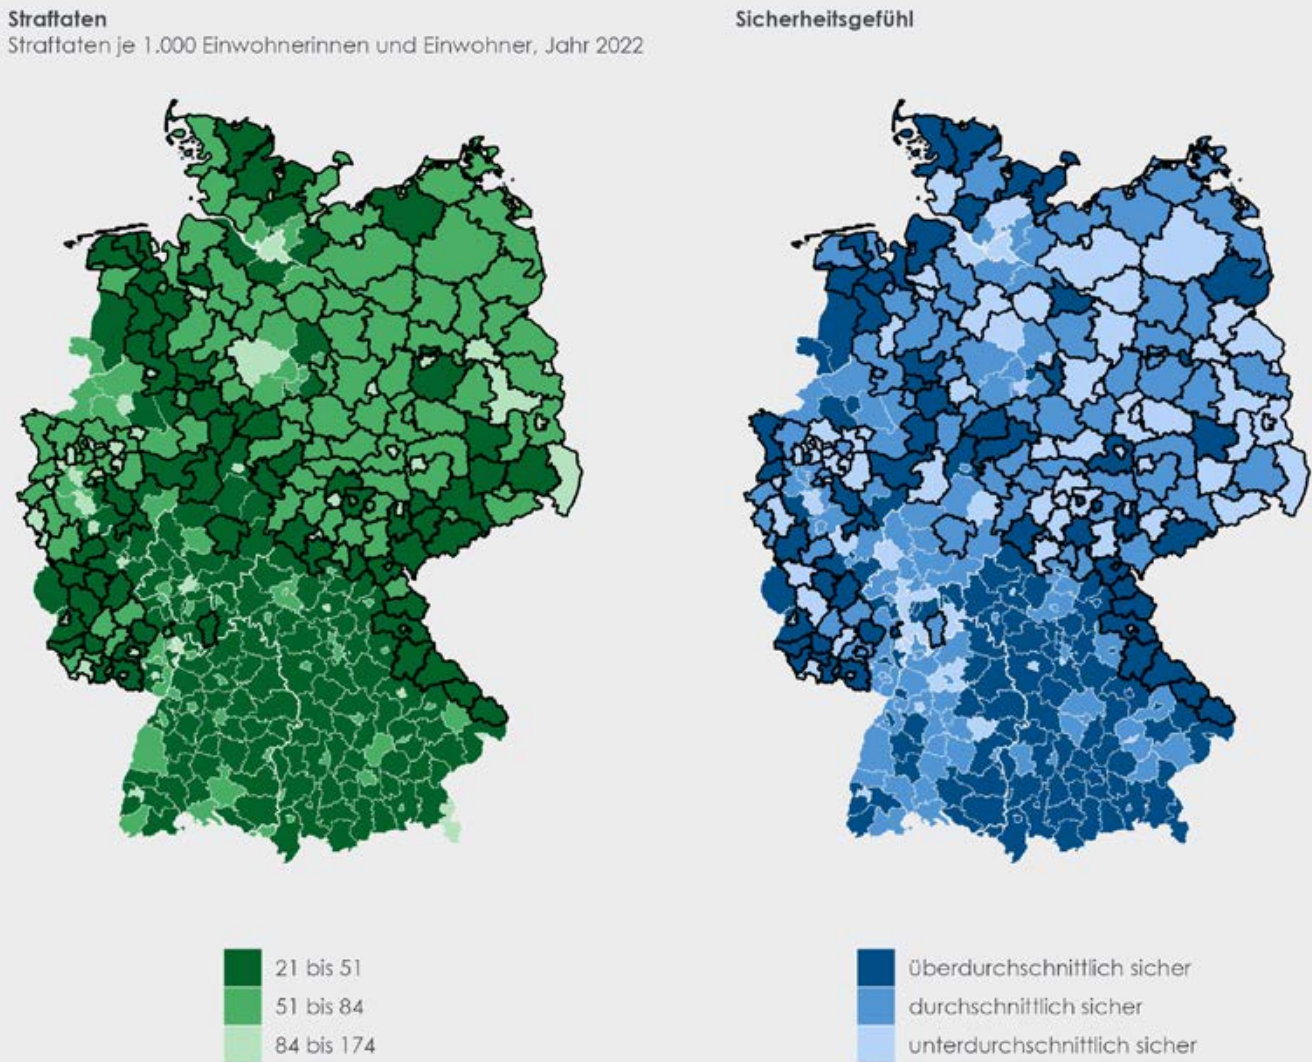 Straftaten
Straftaten je 1.000 Einwohnerinnen und Einwohner, Jahr 2022
Sicherheitsgefühl
21 bis 51
51 bis 84
84 bis 174
überdurchschnittlich sicher
durchschnittlich sicher
unterdurchschnittlich sicher